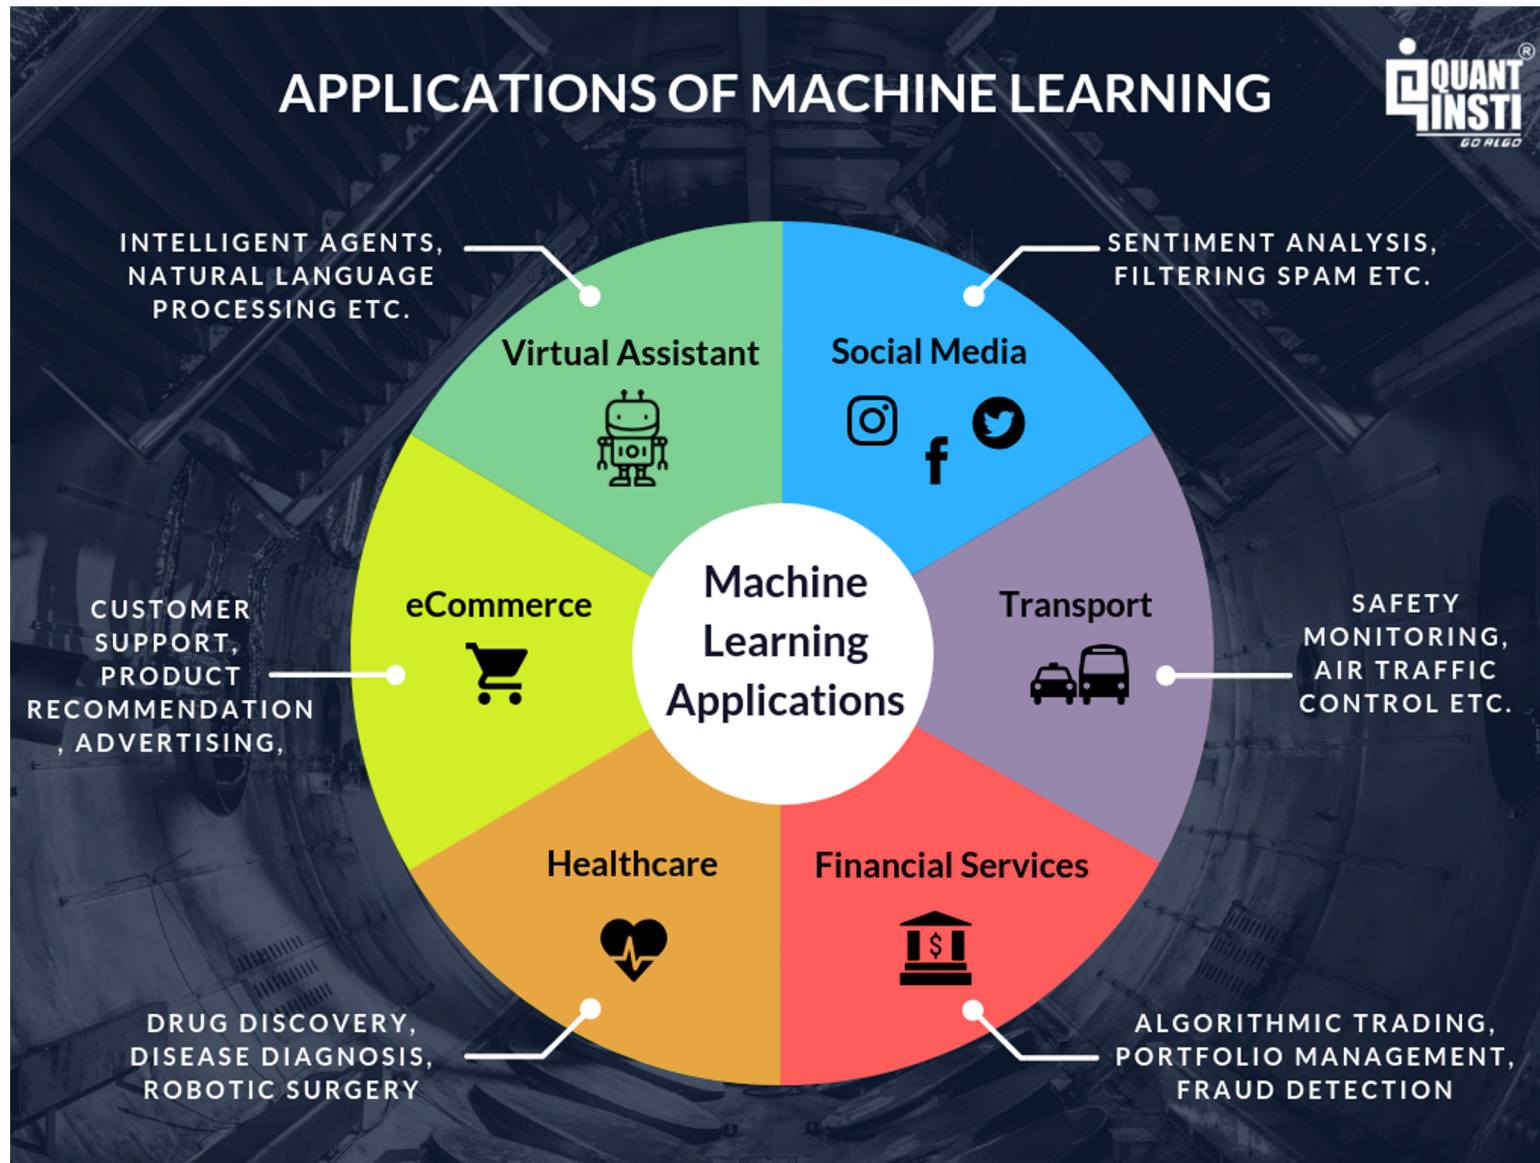 APPLICATIONS OF MACHINE LEARNING
QUANT
INSTI
®
GO ALGO
INTELLIGENT AGENTS,
NATURAL LANGUAGE
PROCESSING ETC.
SENTIMENT ANALYSIS,
FILTERING SPAM ETC.
Virtual Assistant
Social Media
eCommerce
Machine
Learning
Applications
Transport
CUSTOMER
SUPPORT,
PRODUCT
RECOMMENDATION
, ADVERTISING,
SAFETY
MONITORING,
AIR TRAFFIC
CONTROL ETC.
Healthcare
Financial Services
$
DRUG DISCOVERY,
DISEASE DIAGNOSIS,
ROBOTIC SURGERY
ALGORITHMIC TRADING,
PORTFOLIO MANAGEMENT,
FRAUD DETECTION